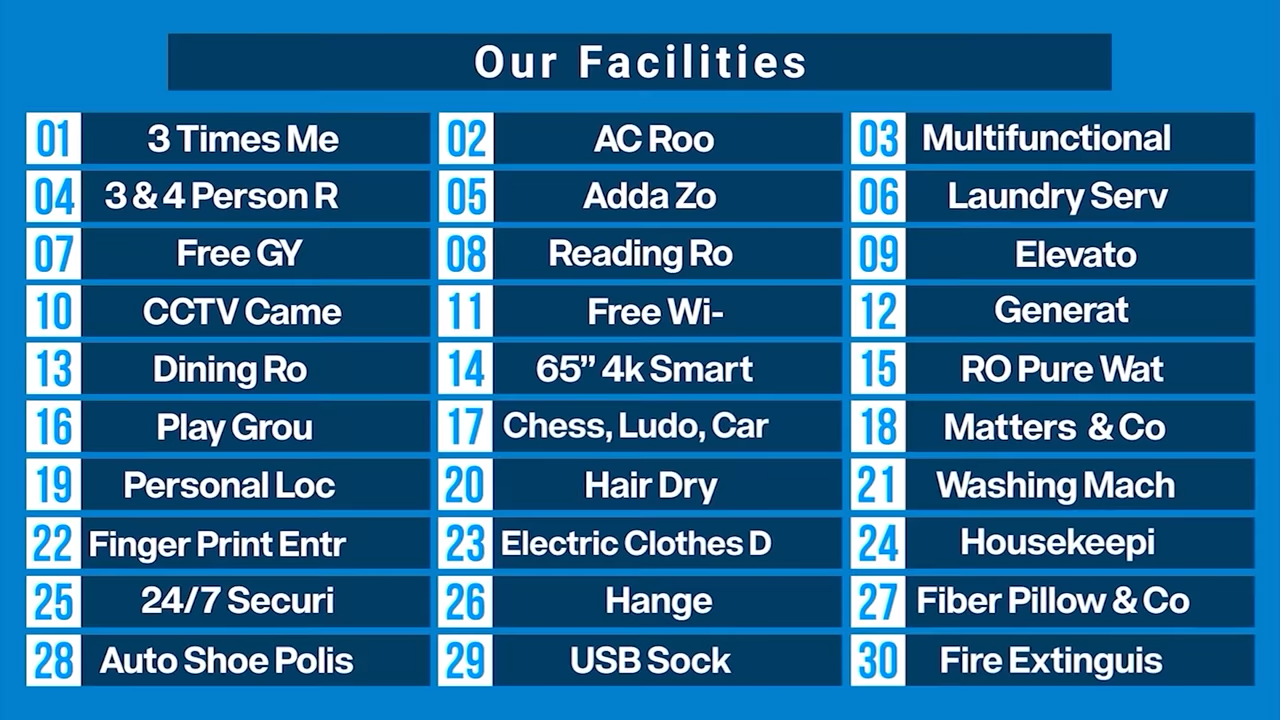 Our Facilities
01 3 Times Me 02 AC Roo 03 Multifunctional
04 3 & 4 Person R 05 Adda Zo 06 Laundry Serv
07 Free GY 08 Reading Ro 09 Elevato
10 CCTV Came 11 Free Wi- 12 Generat
13 Dining Ro 14 65” 4k Smart 15 RO Pure Wat
16 Play Grou 17 Chess, Ludo, Car 18 Matters & Co
19 Personal Loc 20 Hair Dry 21 Washing Mach
22 Finger Print Entr 23 Electric Clothes D 24 Housekeepi
25 24/7 Securi 26 Hange 27 Fiber Pillow & Co
28 Auto Shoe Polis 29 USB Sock 30 Fire Extinguis